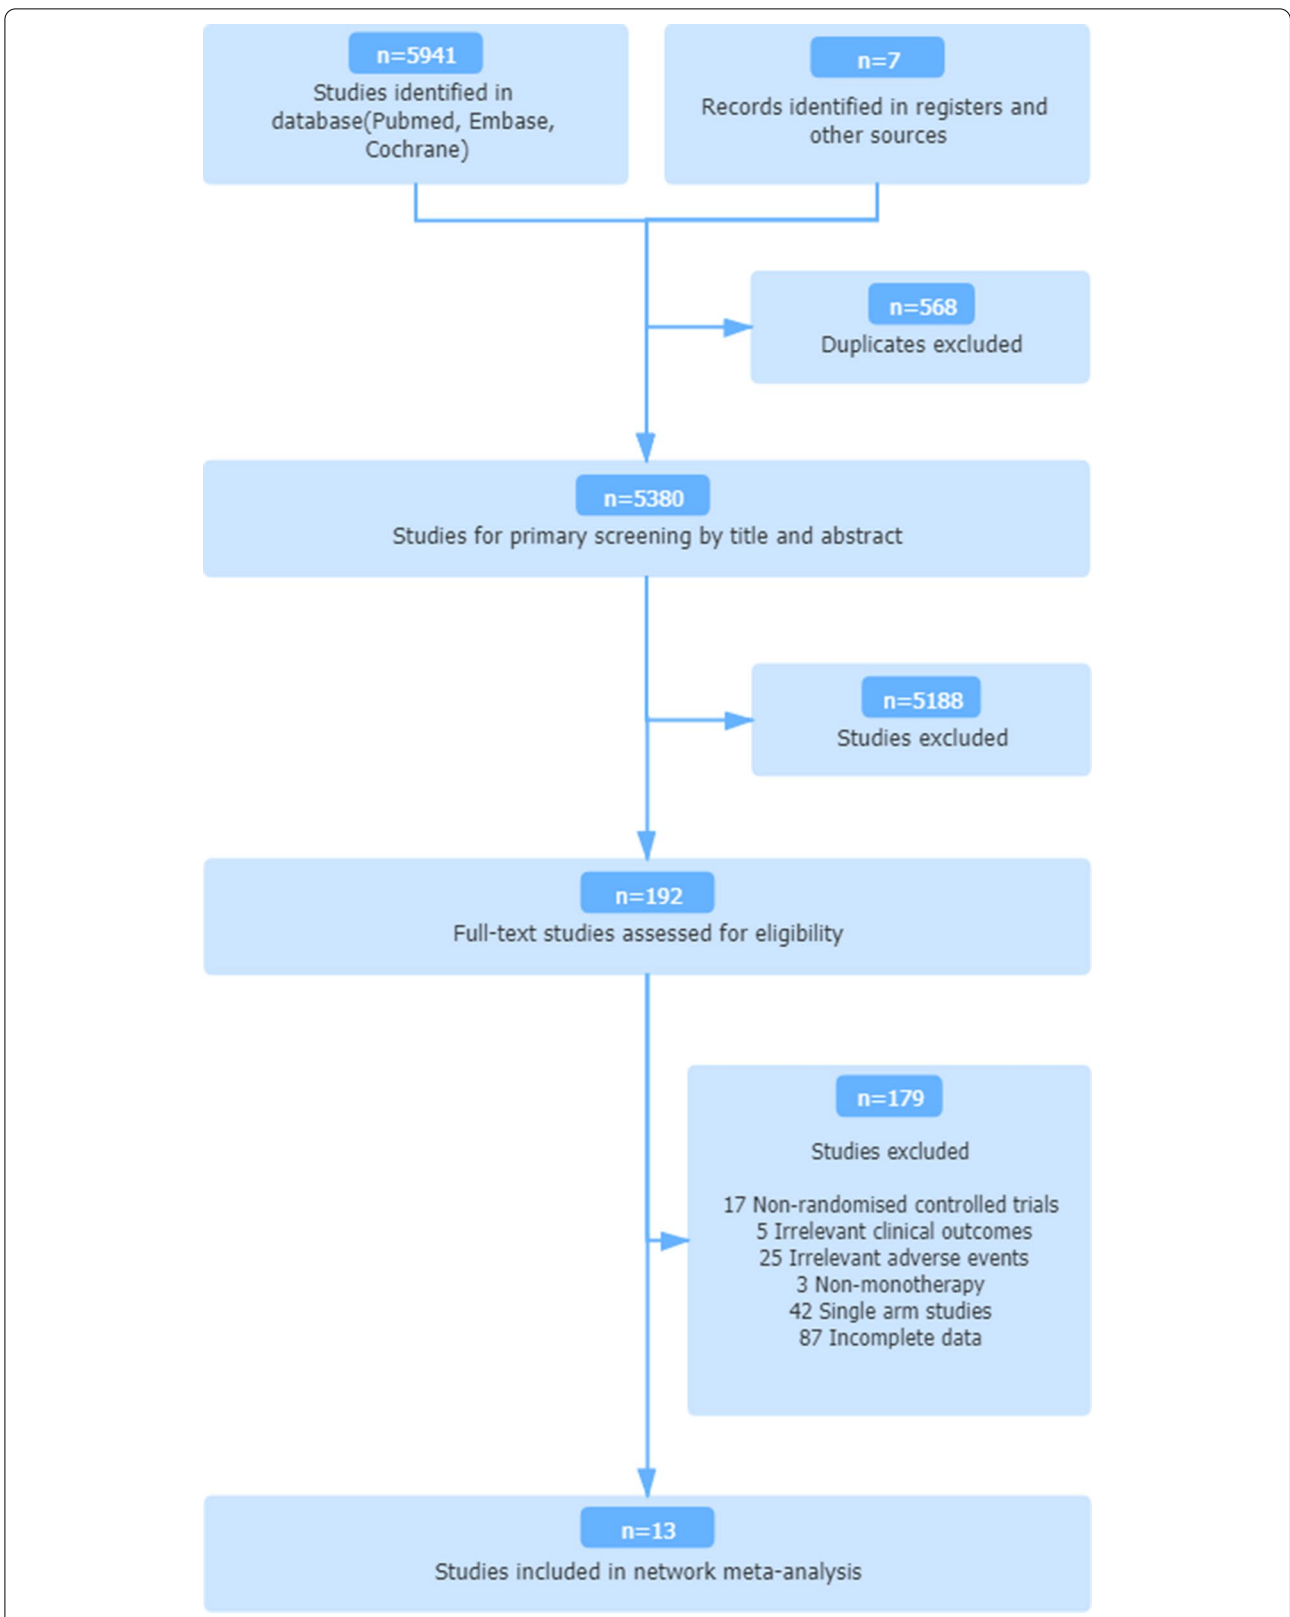 n=5941
Studies identified in
database(Pubmed, Embase,
Cochrane)
n=7
Records identified in registers and
other sources
n=568
Duplicates excluded
n=5380
Studies for primary screening by title and abstract
n=5188
Studies excluded
n=192
Full-text studies assessed for eligibility
n=179
Studies excluded
17 Non-randomised controlled trials
5 Irrelevant clinical outcomes
25 Irrelevant adverse events
3 Non-monotherapy
42 Single arm studies
87 Incomplete data
n=13
Studies included in network meta-analysis